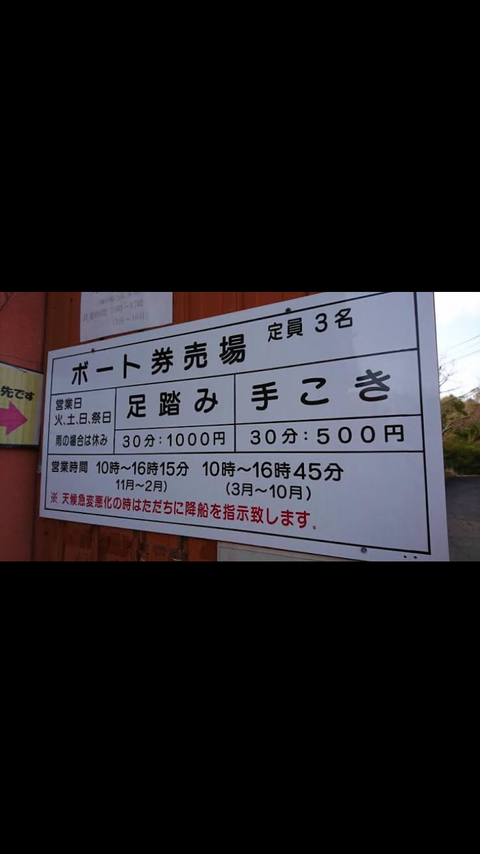 先です
ボート券売場 定員3名
営業日
火、土、日、祭日
雨の場合は休み
足踏み
30分:1000円
手こき
30分:500円
営業時間 10時～16時15分 10時～16時45分
11月～2月) (3月～10月)
※ 天候急変悪化の時はただちに降船を指示致します。